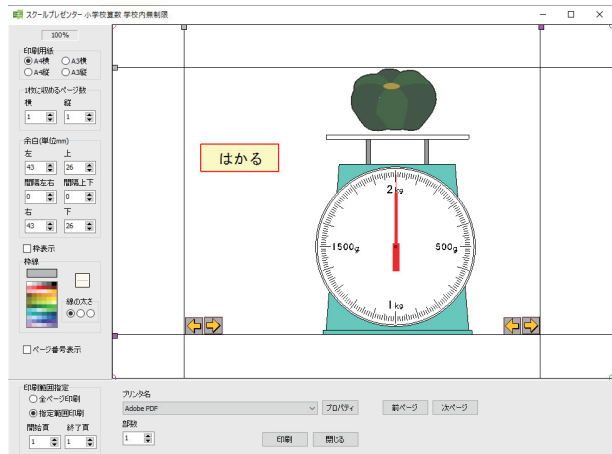 スクールプレゼンター 小学校算数 学校内無制限
100%
印刷用紙
A4横 A3横
A4縦 A3縦
1枚に収めるページ数
横 縦
1 1
余白(単位mm)
左 上
43 26
間隔左右 間隔上下
0 0
右 下
43 26
枠表示
枠線
線の太さ
ページ番号表示
はかる
2kg
1500g 500g
1kg
印刷範囲指定
全ページ印刷
指定範囲印刷
開始頁 終了頁
1 1
プリンタ名
Adobe PDF プロパティ 前ページ 次ページ
部数
1 印刷 閉じる